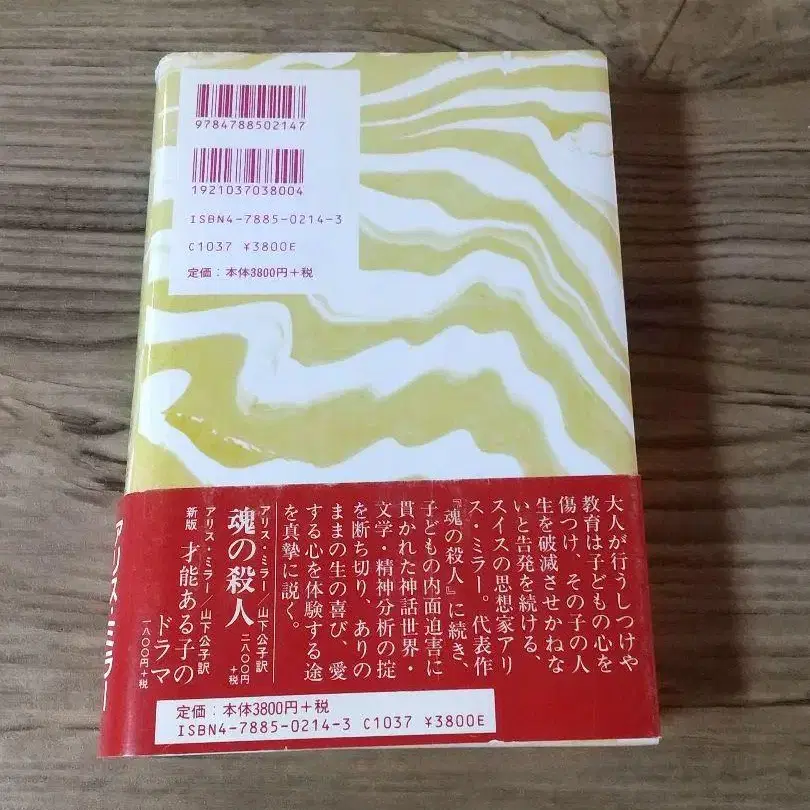 9784788502147
1921037038004
ISBN4-7885-0214-3
C1037 ¥3800E
定価：本体3800円＋税
大人が行うしつけや
教育は子どもの心を
傷つけ、その子の人
生を破滅させかねな
いと告発を続ける、
スイスの思想家アリ
ス・ミラー。代表作
『魂の殺人』に続き、
子どもの内面迫害に
貫かれた神話世界・
文学・精神分析の掟
を断ち切り、ありの
ままの生の喜び、愛
する心を体験する途
を真摯に説く。
アリス・ミラー／山下公子訳
魂の殺人 二八〇〇円＋税
アリス・ミラー／山下公子訳
新版 才能ある子の
ドラマ 一八〇〇円＋税
アリス・ミラー
定価：本体3800円＋税
ISBN4-7885-0214-3 C1037 ¥3800E